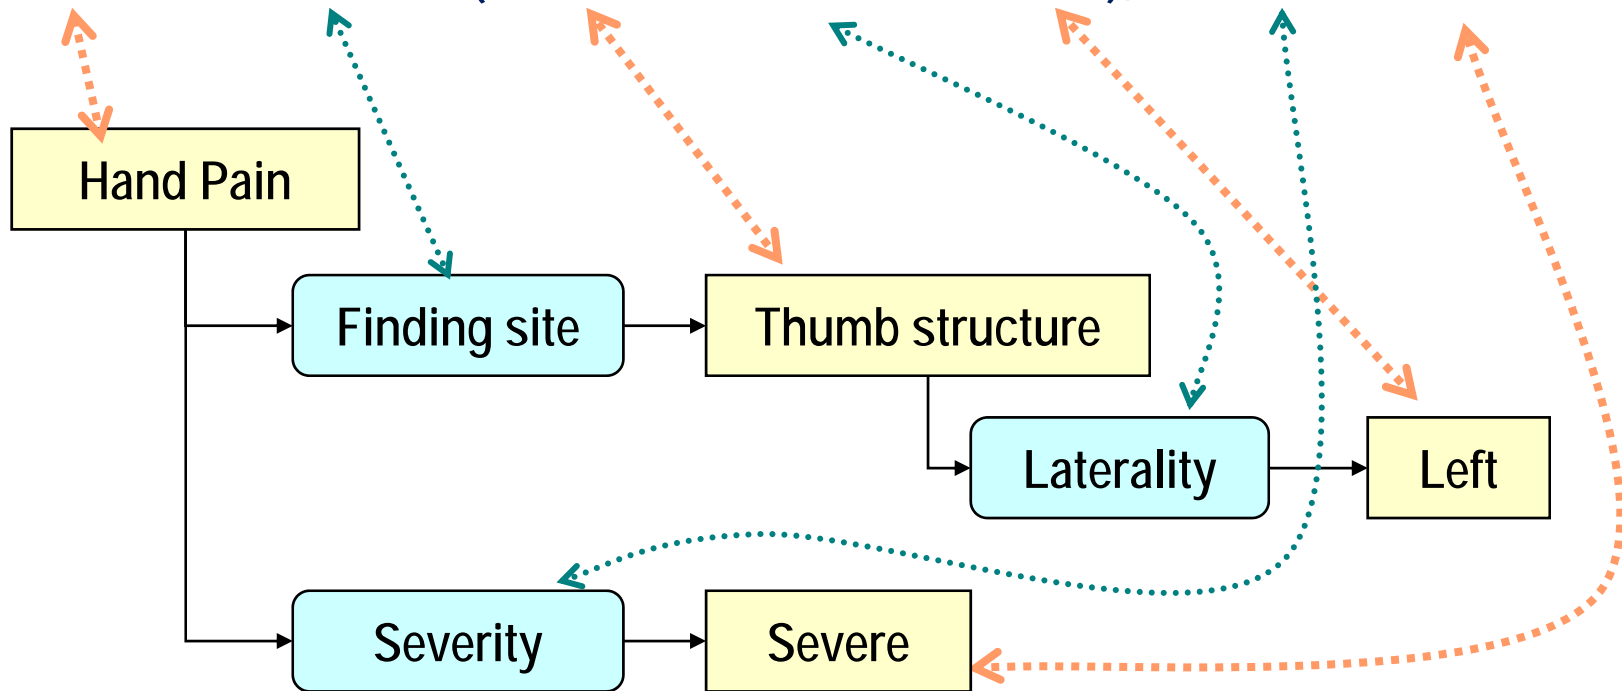 Hand Pain
Finding site
Thumb structure
Laterality
Left
Severity
Severe